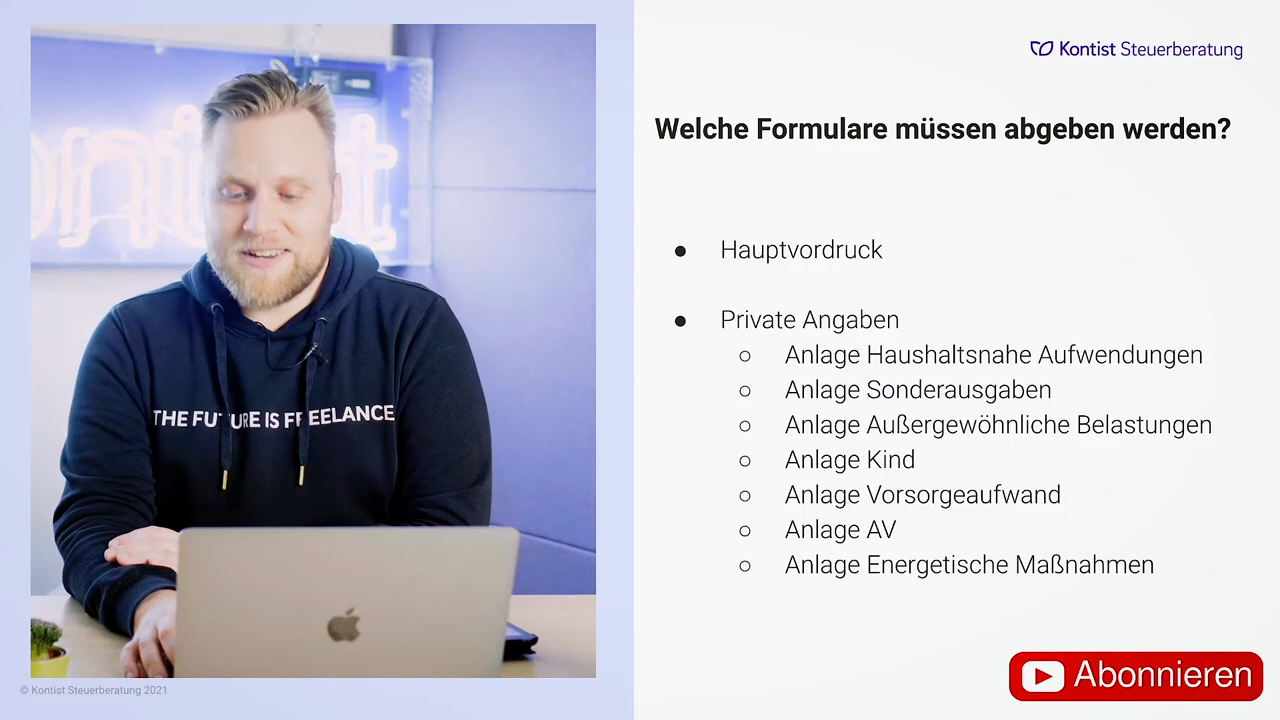 Kontist Steuerberatung
Welche Formulare müssen abgeben werden?
● Hauptvordruck
● Private Angaben
○ Anlage Haushaltsnahe Aufwendungen
○ Anlage Sonderausgaben
○ Anlage Außergewöhnliche Belastungen
○ Anlage Kind
○ Anlage Vorsorgeaufwand
○ Anlage AV
○ Anlage Energetische Maßnahmen
THE FUTURE IS FREELANCE
© Kontist Steuerberatung 2021
Abonnieren